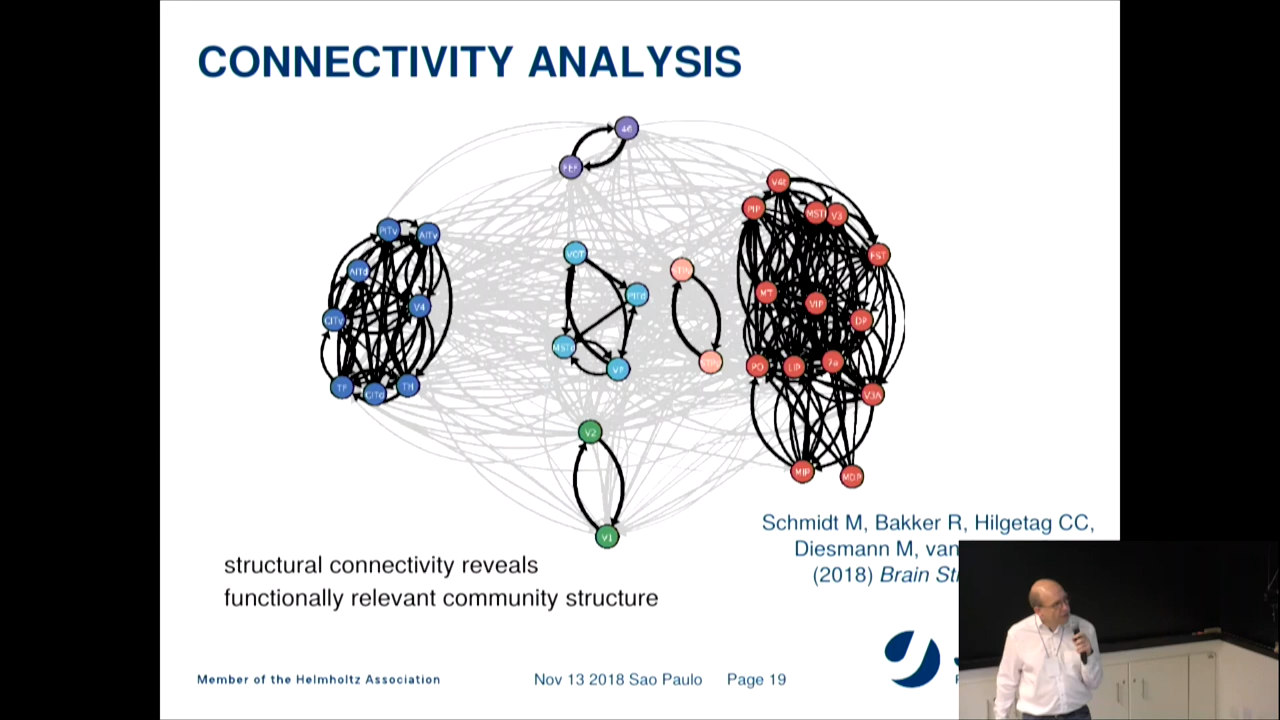 CONNECTIVITY ANALYSIS
46
FEF
V4t
PIP
MSTl V3
PITv
AITv
FST
VOT
AITd
PITd
MT
VIP
V4
CITv
DP
MSTd
VP
PO LIP 7a
TF CITd TH
V3A
V2
MIP
MDP
V1
Schmidt M, Bakker R, Hilgetag CC,
Diesmann M, van
(2018) Brain
structural connectivity reveals
functionally relevant community structure
Member of the Helmholtz Association
Nov 13 2018 Sao Paulo Page 19